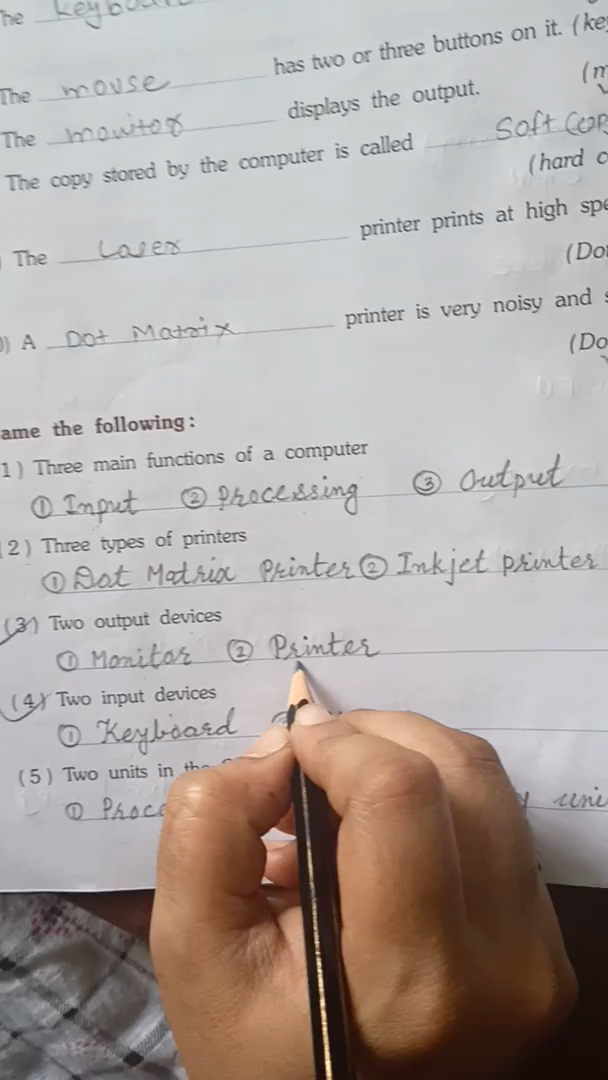 The keyboard
The mouse has two or three buttons on it. (key
The monitor displays the output. (m
The copy stored by the computer is called Soft Cop
(hard c
The Laser printer prints at high spe
(Dot
) A Dot Matrix printer is very noisy and s
(Do
ame the following:
1) Three main functions of a computer
① Input ② Processing ③ Output
2) Three types of printers
① Dot Matrix Printer ② Inkjet printer
(3) Two output devices
① Monitor ② Printer
(4) Two input devices
① Keyboard
(5) Two units in the
① Proce y uni